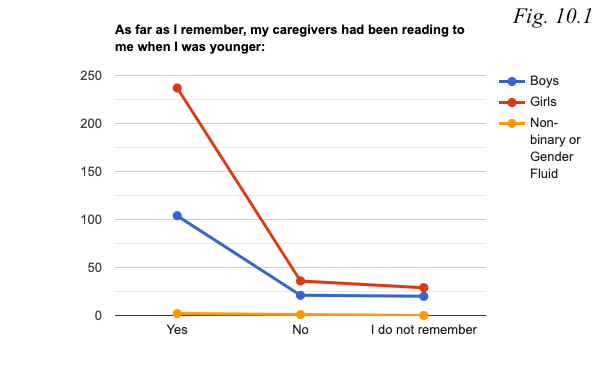 Fig. 10.1
As far as I remember, my caregivers had been reading to
me when I was younger:
250
200
150
100
50
0
Yes
No
I do not remember
Boys
Girls
Non-
binary or
Gender
Fluid